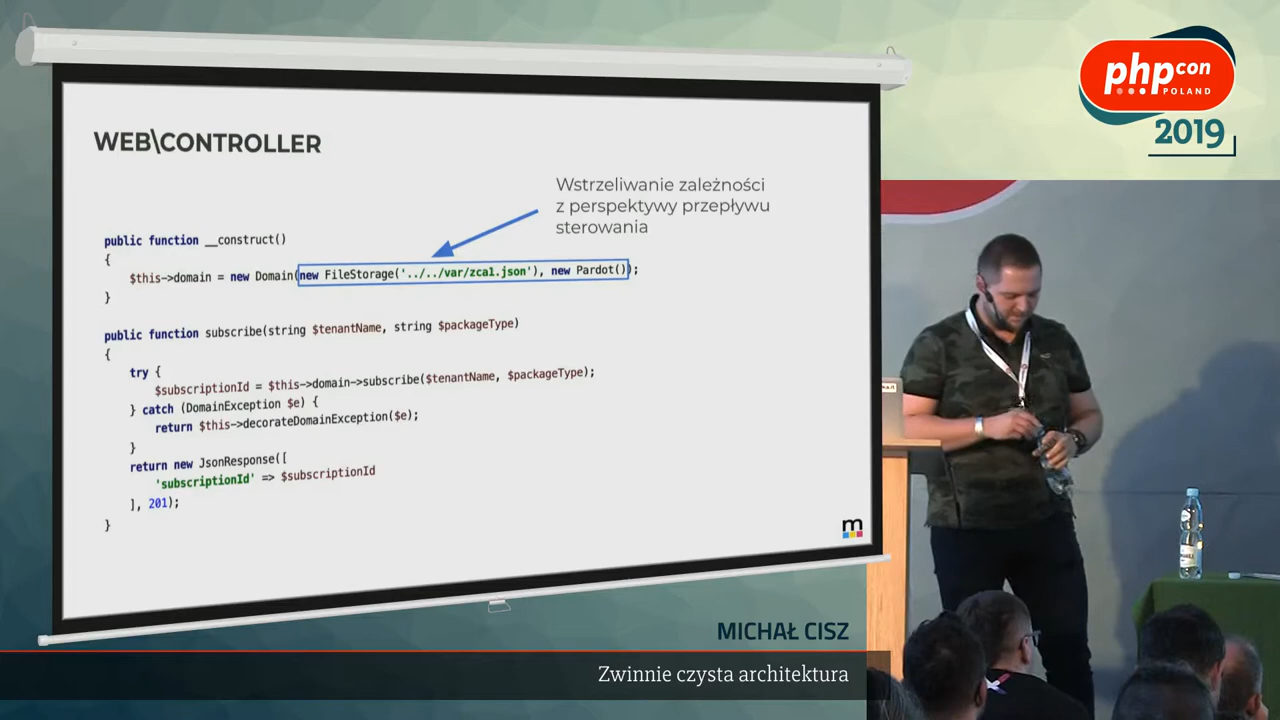 WEB\CONTROLLER
Wstrzeliwanie zależności
z perspektywy przepływu
sterowania
public function __construct()
{
$this->domain = new Domain(new FileStorage('../../var/zca1.json'), new Pardot());
}
public function subscribe(string $tenantName, string $packageType)
{
try {
$subscriptionId = $this->domain->subscribe($tenantName, $packageType);
} catch (DomainException $e) {
return $this->decorateDomainException($e);
}
return new JsonResponse([
'subscriptionId' => $subscriptionId
], 201);
}
m
php con
POLAND
2019
MICHAŁ CISZ
Zwinnie czysta architektura